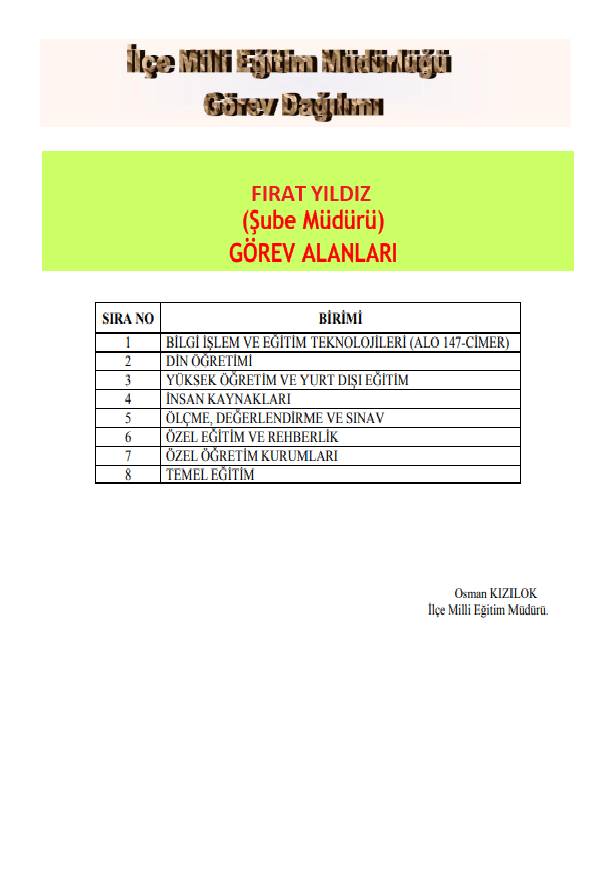 İlçe Milli Eğitim Müdürlüğü
Görev Dağılımı
FIRAT YILDIZ
(Şube Müdürü)
GÖREV ALANLARI
SIRA NO BİRİMİ
1 BİLGİ İŞLEM VE EĞİTİM TEKNOLOJİLERİ (ALO 147-CİMER)
2 DİN ÖĞRETİMİ
3 YÜKSEK ÖĞRETİM VE YURT DIŞI EĞİTİM
4 İNSAN KAYNAKLARI
5 ÖLÇME, DEĞERLENDİRME VE SINAV
6 ÖZEL EĞİTİM VE REHBERLİK
7 ÖZEL ÖĞRETİM KURUMLARI
8 TEMEL EĞİTİM
Osman KIZILOK
İlçe Milli Eğitim Müdürü.